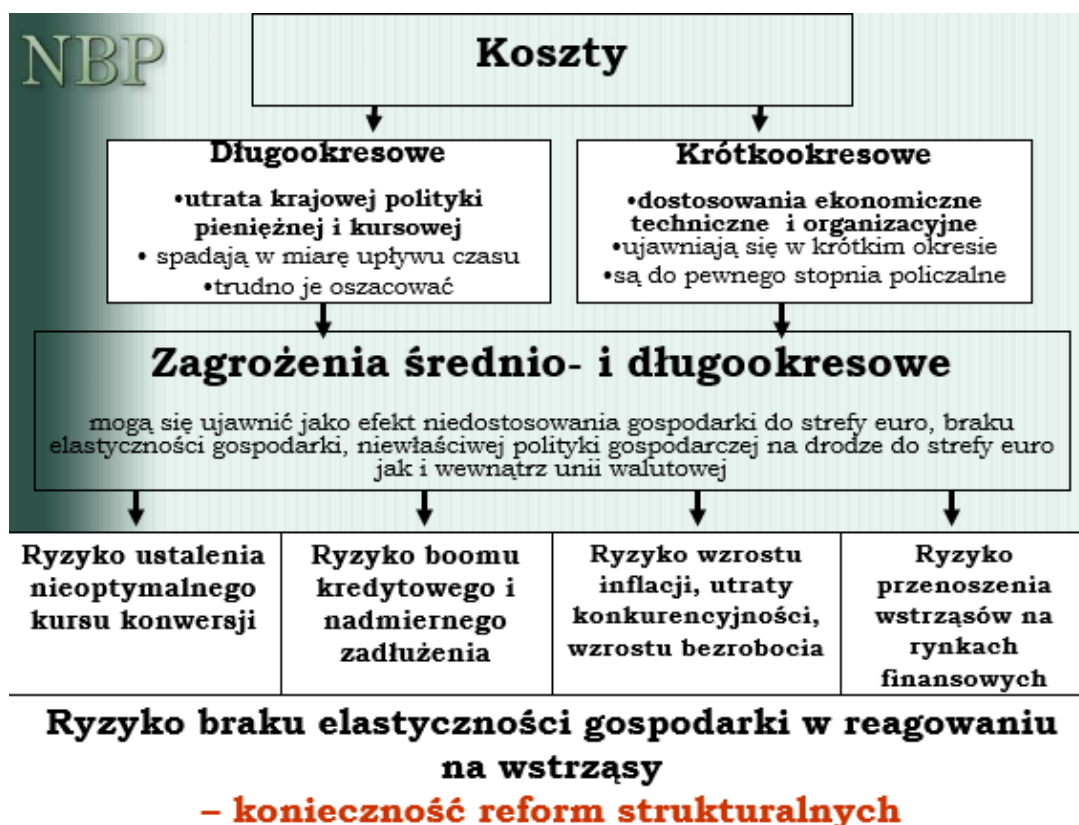 NBP
Koszty
Długookresowe
•utrata krajowej polityki
pieniężnej i kursowej
• spadają w miarę upływu czasu
•trudno je oszacować
Krótkookresowe
•dostosowania ekonomiczne
techniczne i organizacyjne
•ujawniają się w krótkim okresie
•są do pewnego stopnia policzalne
Zagrożenia średnio- i długookresowe
mogą się ujawnić jako efekt niedostosowania gospodarki do strefy euro, braku
elastyczności gospodarki, niewłaściwej polityki gospodarczej na drodze do strefy euro
jak i wewnątrz unii walutowej
Ryzyko ustalenia
nieoptymalnego
kursu konwersji
Ryzyko boomu
kredytowego i
nadmiernego
zadłużenia
Ryzyko wzrostu
inflacji, utraty
konkurencyjności,
wzrostu bezrobocia
Ryzyko
przenoszenia
wstrząsów na
rynkach
finansowych
Ryzyko braku elastyczności gospodarki w reagowaniu
na wstrząsy
– konieczność reform strukturalnych